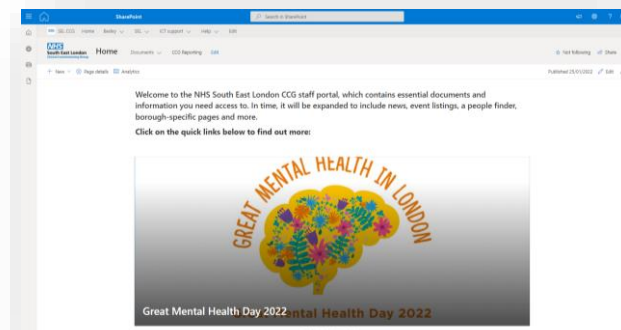 SharePoint
Search in SharePoint
SEL CCG Home Bexley SEL ICT support Help Edit
NHS
South East London
Home Documents CCG Reporting Edit
Not following Share
New Page details Analytics
Published 25/01/2022 Edit
Welcome to the NHS South East London CCG staff portal, which contains essential documents and
information you need access to. In time, it will be expanded to include news, event listings, a people finder,
borough-specific pages and more.
Click on the quick links below to find out more:
GREAT MENTAL HEALTH IN LONDON
Great Mental Health Day 2022
Great Mental Health Day 2022